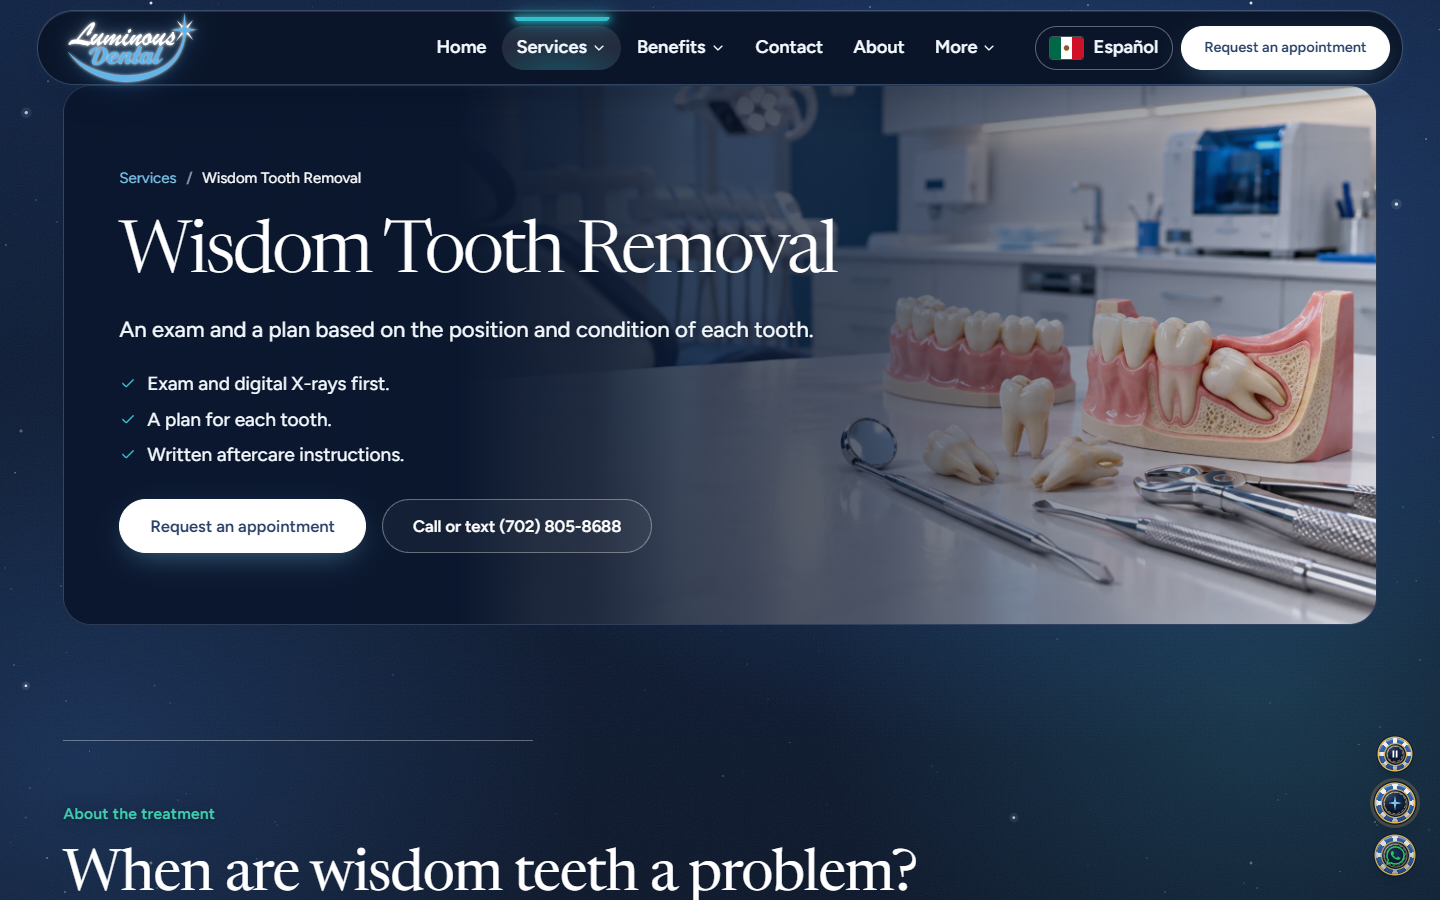 Luminous
Dental
Home
Services
Benefits
Contact
About
More
Español
Request an appointment
Services / Wisdom Tooth Removal
Wisdom Tooth Removal
An exam and a plan based on the position and condition of each tooth.
Exam and digital X-rays first.
A plan for each tooth.
Written aftercare instructions.
Request an appointment
Call or text (702) 805-8688
About the treatment
When are wisdom teeth a problem?